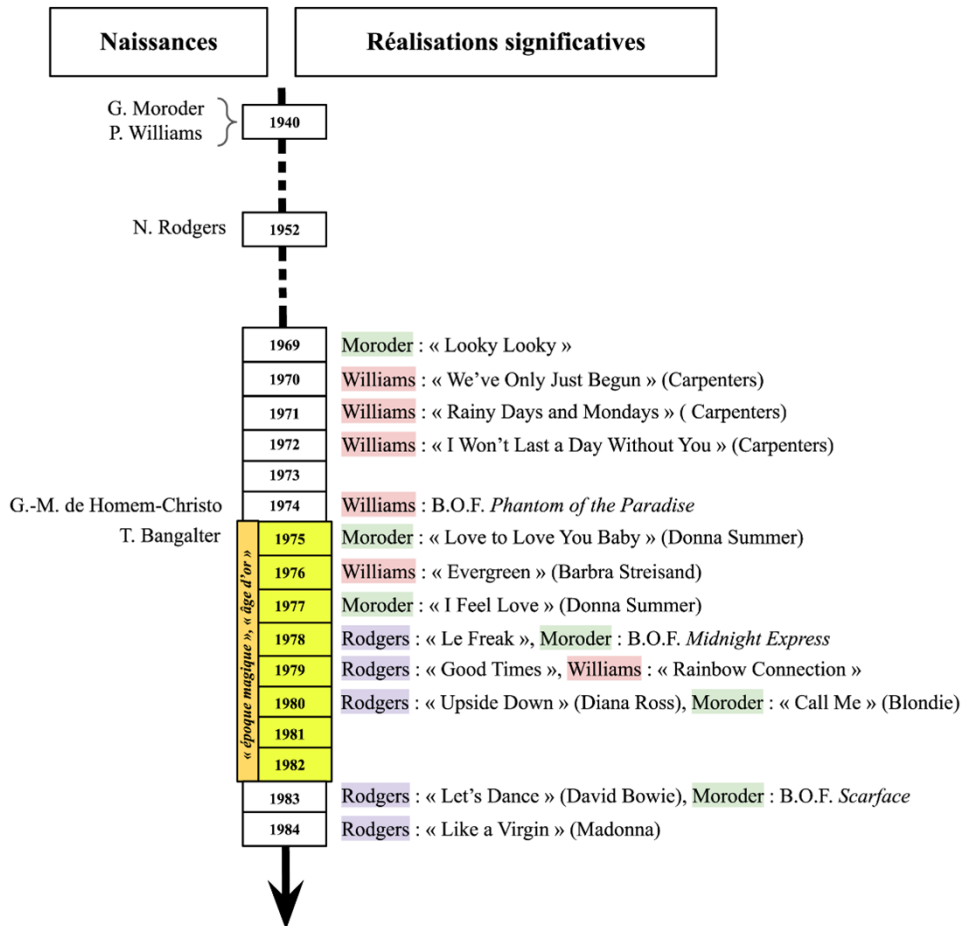 Naissances
Réalisations significatives
G. Moroder
P. Williams
1940
N. Rodgers
1952
1969 Moroder : « Looky Looky »
1970 Williams : « We’ve Only Just Begun » (Carpenters)
1971 Williams : « Rainy Days and Mondays » ( Carpenters)
1972 Williams : « I Won’t Last a Day Without You » (Carpenters)
1973
G.-M. de Homem-Christo 1974 Williams : B.O.F. Phantom of the Paradise
T. Bangalter 1975 Moroder : « Love to Love You Baby » (Donna Summer)
« époque magique », « âge d’or »
1976 Williams : « Evergreen » (Barbra Streisand)
1977 Moroder : « I Feel Love » (Donna Summer)
1978 Rodgers : « Le Freak », Moroder : B.O.F. Midnight Express
1979 Rodgers : « Good Times », Williams : « Rainbow Connection »
1980 Rodgers : « Upside Down » (Diana Ross), Moroder : « Call Me » (Blondie)
1981
1982
1983 Rodgers : « Let’s Dance » (David Bowie), Moroder : B.O.F. Scarface
1984 Rodgers : « Like a Virgin » (Madonna)